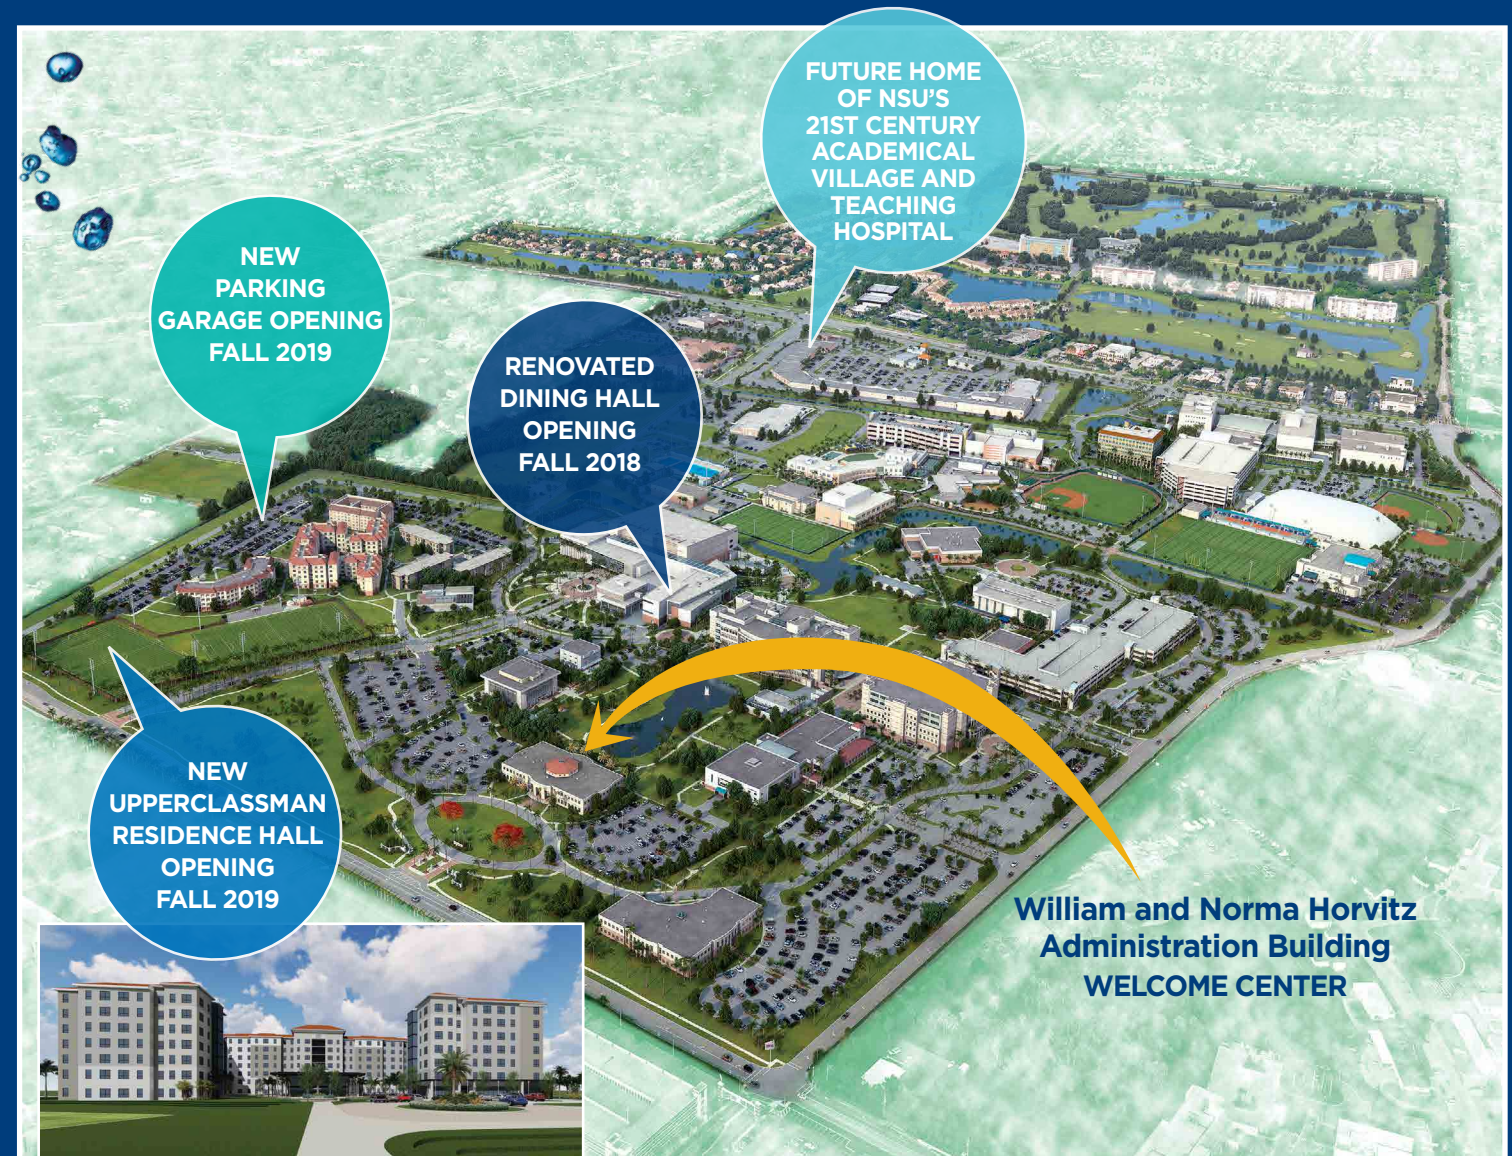 FUTURE HOME
OF NSU'S
21ST CENTURY
ACADEMICAL
VILLAGE AND
TEACHING
HOSPITAL
NEW
PARKING
GARAGE OPENING
FALL 2019
RENOVATED
DINING HALL
OPENING
FALL 2018
NEW
UPPERCLASSMAN
RESIDENCE HALL
OPENING
FALL 2019
William and Norma Horvitz
Administration Building
WELCOME CENTER